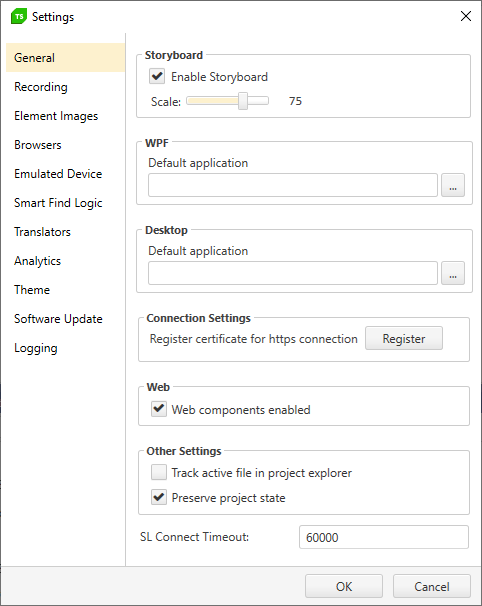 TS Settings
General
Recording
Element Images
Browsers
Emulated Device
Smart Find Logic
Translators
Analytics
Theme
Software Update
Logging
Storyboard
Enable Storyboard
Scale: 75
WPF
Default application
...
Desktop
Default application
...
Connection Settings
Register certificate for https connection Register
Web
Web components enabled
Other Settings
Track active file in project explorer
Preserve project state
SL Connect Timeout: 60000
OK Cancel